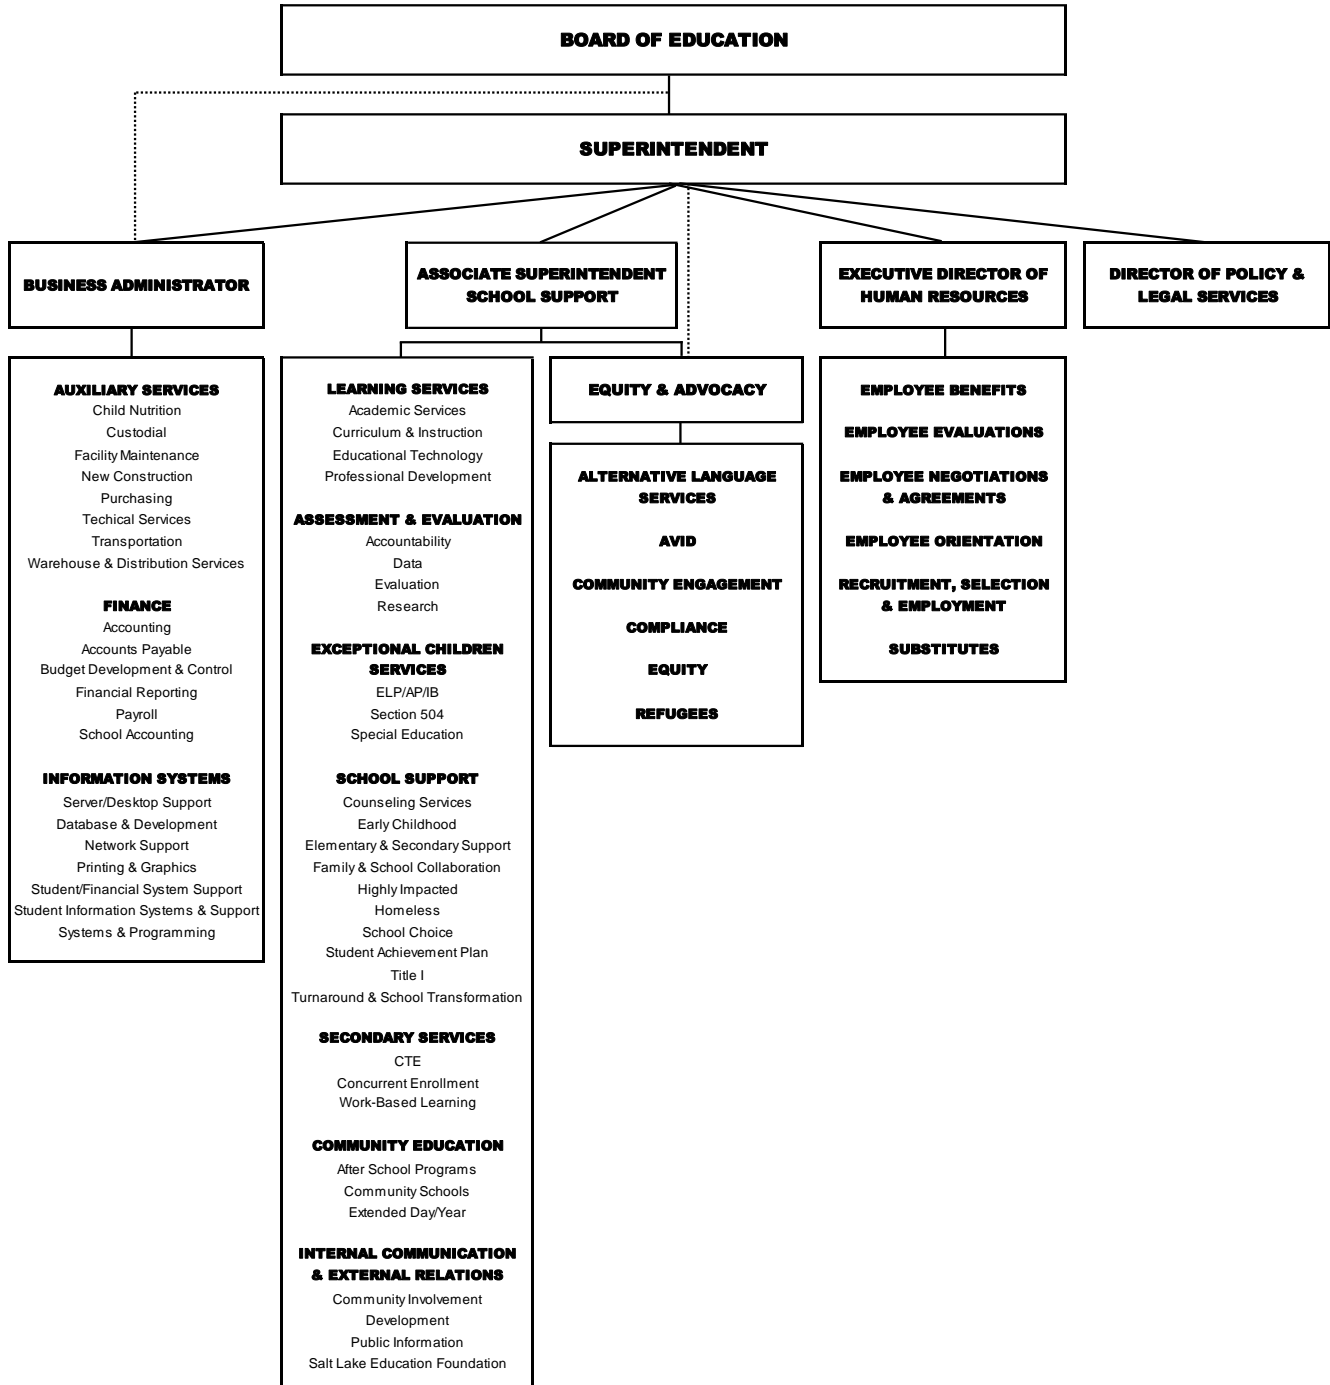 BOARD OF EDUCATION
SUPERINTENDENT
BUSINESS ADMINISTRATOR
ASSOCIATE SUPERINTENDENT
SCHOOL SUPPORT
EXECUTIVE DIRECTOR OF
HUMAN RESOURCES
DIRECTOR OF POLICY &
LEGAL SERVICES
AUXILIARY SERVICES
Child Nutrition
Custodial
Facility Maintenance
New Construction
Purchasing
Techical Services
Transportation
Warehouse & Distribution Services
FINANCE
Accounting
Accounts Payable
Budget Development & Control
Financial Reporting
Payroll
School Accounting
INFORMATION SYSTEMS
Server/Desktop Support
Database & Development
Network Support
Printing & Graphics
Student/Financial System Support
Student Information Systems & Support
Systems & Programming
LEARNING SERVICES
Academic Services
Curriculum & Instruction
Educational Technology
Professional Development
ASSESSMENT & EVALUATION
Accountability
Data
Evaluation
Research
EXCEPTIONAL CHILDREN
SERVICES
ELP/AP/IB
Section 504
Special Education
SCHOOL SUPPORT
Counseling Services
Early Childhood
Elementary & Secondary Support
Family & School Collaboration
Highly Impacted
Homeless
School Choice
Student Achievement Plan
Title I
Turnaround & School Transformation
SECONDARY SERVICES
CTE
Concurrent Enrollment
Work-Based Learning
COMMUNITY EDUCATION
After School Programs
Community Schools
Extended Day/Year
INTERNAL COMMUNICATION
& EXTERNAL RELATIONS
Community Involvement
Development
Public Information
Salt Lake Education Foundation
EQUITY & ADVOCACY
ALTERNATIVE LANGUAGE
SERVICES
AVID
COMMUNITY ENGAGEMENT
COMPLIANCE
EQUITY
REFUGEES
EMPLOYEE BENEFITS
EMPLOYEE EVALUATIONS
EMPLOYEE NEGOTIATIONS
& AGREEMENTS
EMPLOYEE ORIENTATION
RECRUITMENT, SELECTION
& EMPLOYMENT
SUBSTITUTES